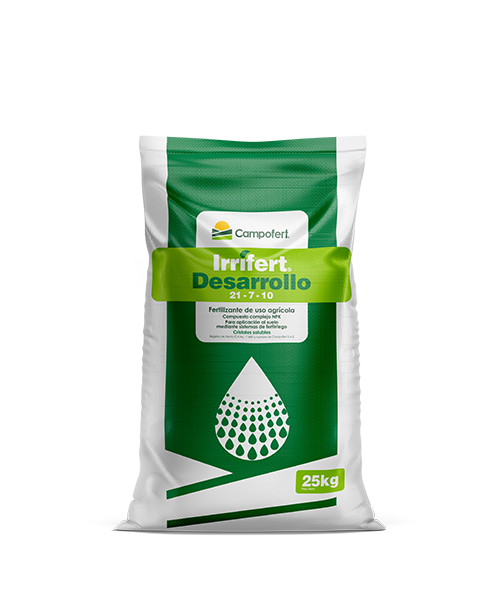 Campofert®
Irrifert®
Desarrollo
21 - 7 - 10
Fertilizante de uso agrícola
Compuesto complejo NPK
Para aplicación al suelo
mediante sistemas de fertirriego
Cristales solubles
25kg